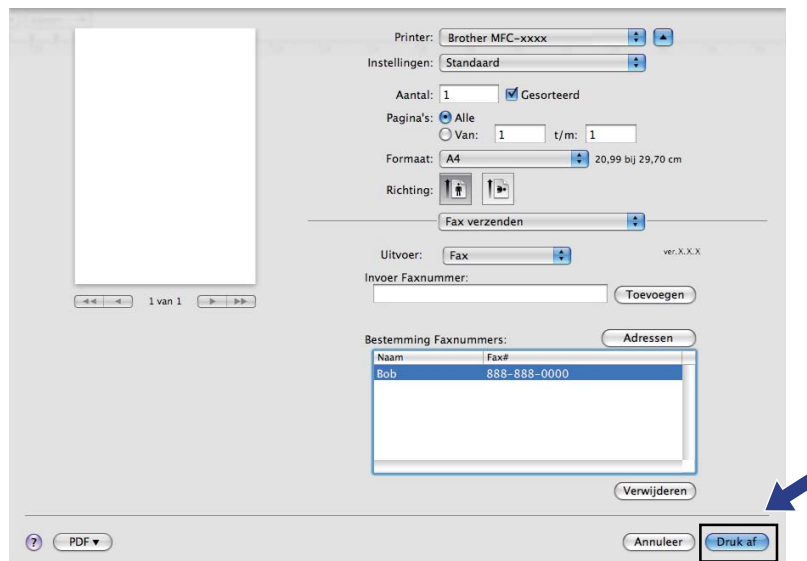 Printer: Brother MFC-xxxx
Instellingen: Standaard
Aantal: 1 Gesorteerd
Pagina's: Alle
Van: 1 t/m: 1
Formaat: A4 20,99 bij 29,70 cm
Richting:
Fax verzenden
Uitvoer: Fax ver.X.X.X
Invoer Faxnummer:
Toevoegen
1 van 1
Bestemming Faxnummers: Adressen
Naam Fax#
Bob 888-888-0000
Verwijderen
? PDF Annuleer Druk af